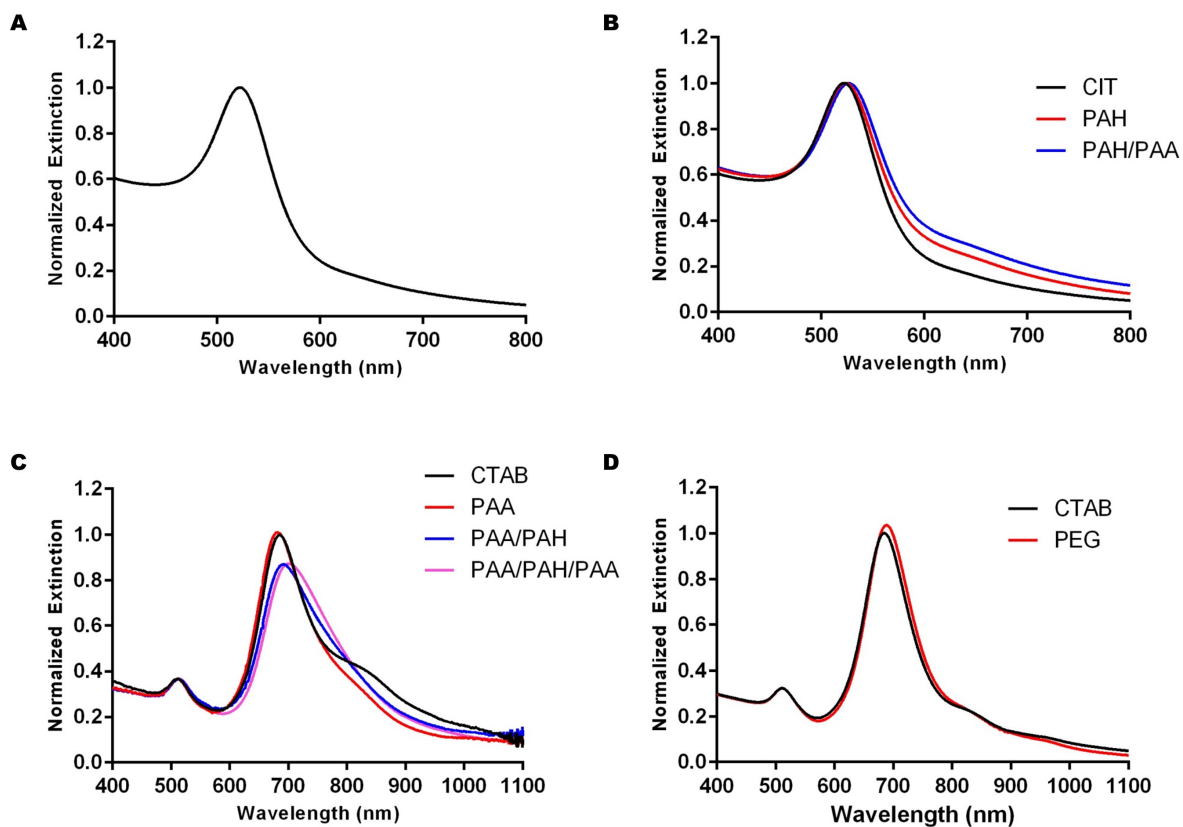 A
Normalized Extinction
1.2
1.0
0.8
0.6
0.4
0.2
0.0
400 500 600 700 800
Wavelength (nm)
B
Normalized Extinction
1.2
1.0
0.8
0.6
0.4
0.2
0.0
400 500 600 700 800
Wavelength (nm)
CIT
PAH
PAH/PAA
C
Normalized Extinction
1.2
1.0
0.8
0.6
0.4
0.2
0.0
400 500 600 700 800 900 1000 1100
Wavelength (nm)
CTAB
PAA
PAA/PAH
PAA/PAH/PAA
D
Normalized Extinction
1.2
1.0
0.8
0.6
0.4
0.2
0.0
400 500 600 700 800 900 1000 1100
Wavelength (nm)
CTAB
PEG